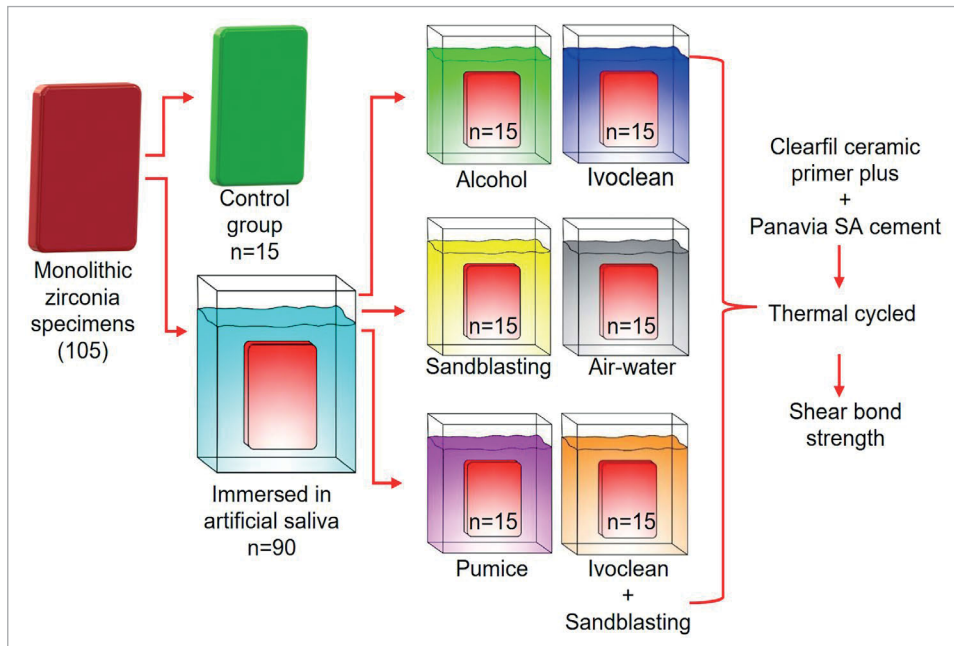 Monolithic
zirconia
specimens
(105)
Control
group
n=15
Immersed in
artificial saliva
n=90
n=15
Alcohol
n=15
Ivoclean
n=15
Sandblasting
n=15
Air-water
n=15
Pumice
n=15
Ivoclean
+
Sandblasting
Clearfil ceramic
primer plus
+
Panavia SA cement
Thermal cycled
Shear bond
strength